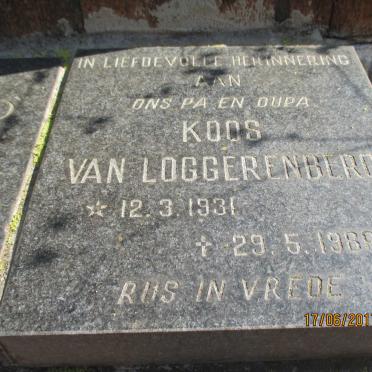 IN LIEFDEVOLLE HERINNERING
AAN
ONS PA EN OUPA
KOOS
VAN LOGGERENBERG
☆ 12.3.1931
✝ 29.5.198
RUS IN VREDE
17/06/201